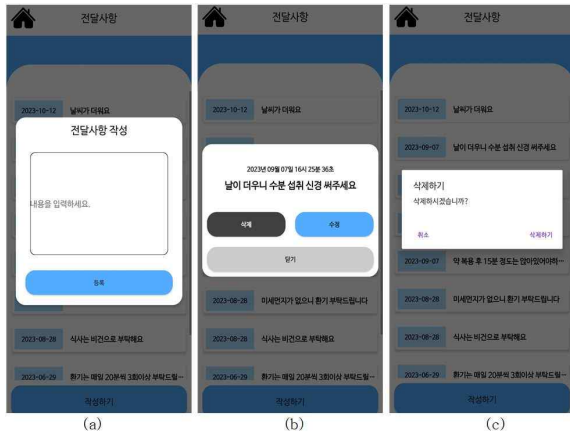 전달사항
2023-10-12 날씨가 더워요
전달사항 작성
내용을 입력하세요.
등록
2023-08-28 식사는 비건으로 부탁해요
2023-06-29 환기는 매일 20분씩 3회이상 부탁드릴…
작성하기
(a)
전달사항
2023-10-12 날씨가 더워요
2023년 09월 07일 16시 25분 36초
날이 더우니 수분 섭취 신경 써주세요
삭제 수정
닫기
2023-08-28 미세먼지가 없으니 환기 부탁드립니다
2023-08-28 식사는 비건으로 부탁해요
2023-06-29 환기는 매일 20분씩 3회이상 부탁드릴…
작성하기
(b)
전달사항
2023-10-12 날씨가 더워요
2023-09-07 날이 더우니 수분 섭취 신경 써주세요
삭제하기
삭제하시겠습니까?
취소 삭제하기
2023-09-07 약 복용 후 15분 정도는 앉아있어야하…
2023-08-28 미세먼지가 없으니 환기 부탁드립니다
2023-08-28 식사는 비건으로 부탁해요
2023-06-29 환기는 매일 20분씩 3회이상 부탁드릴…
작성하기
(c)